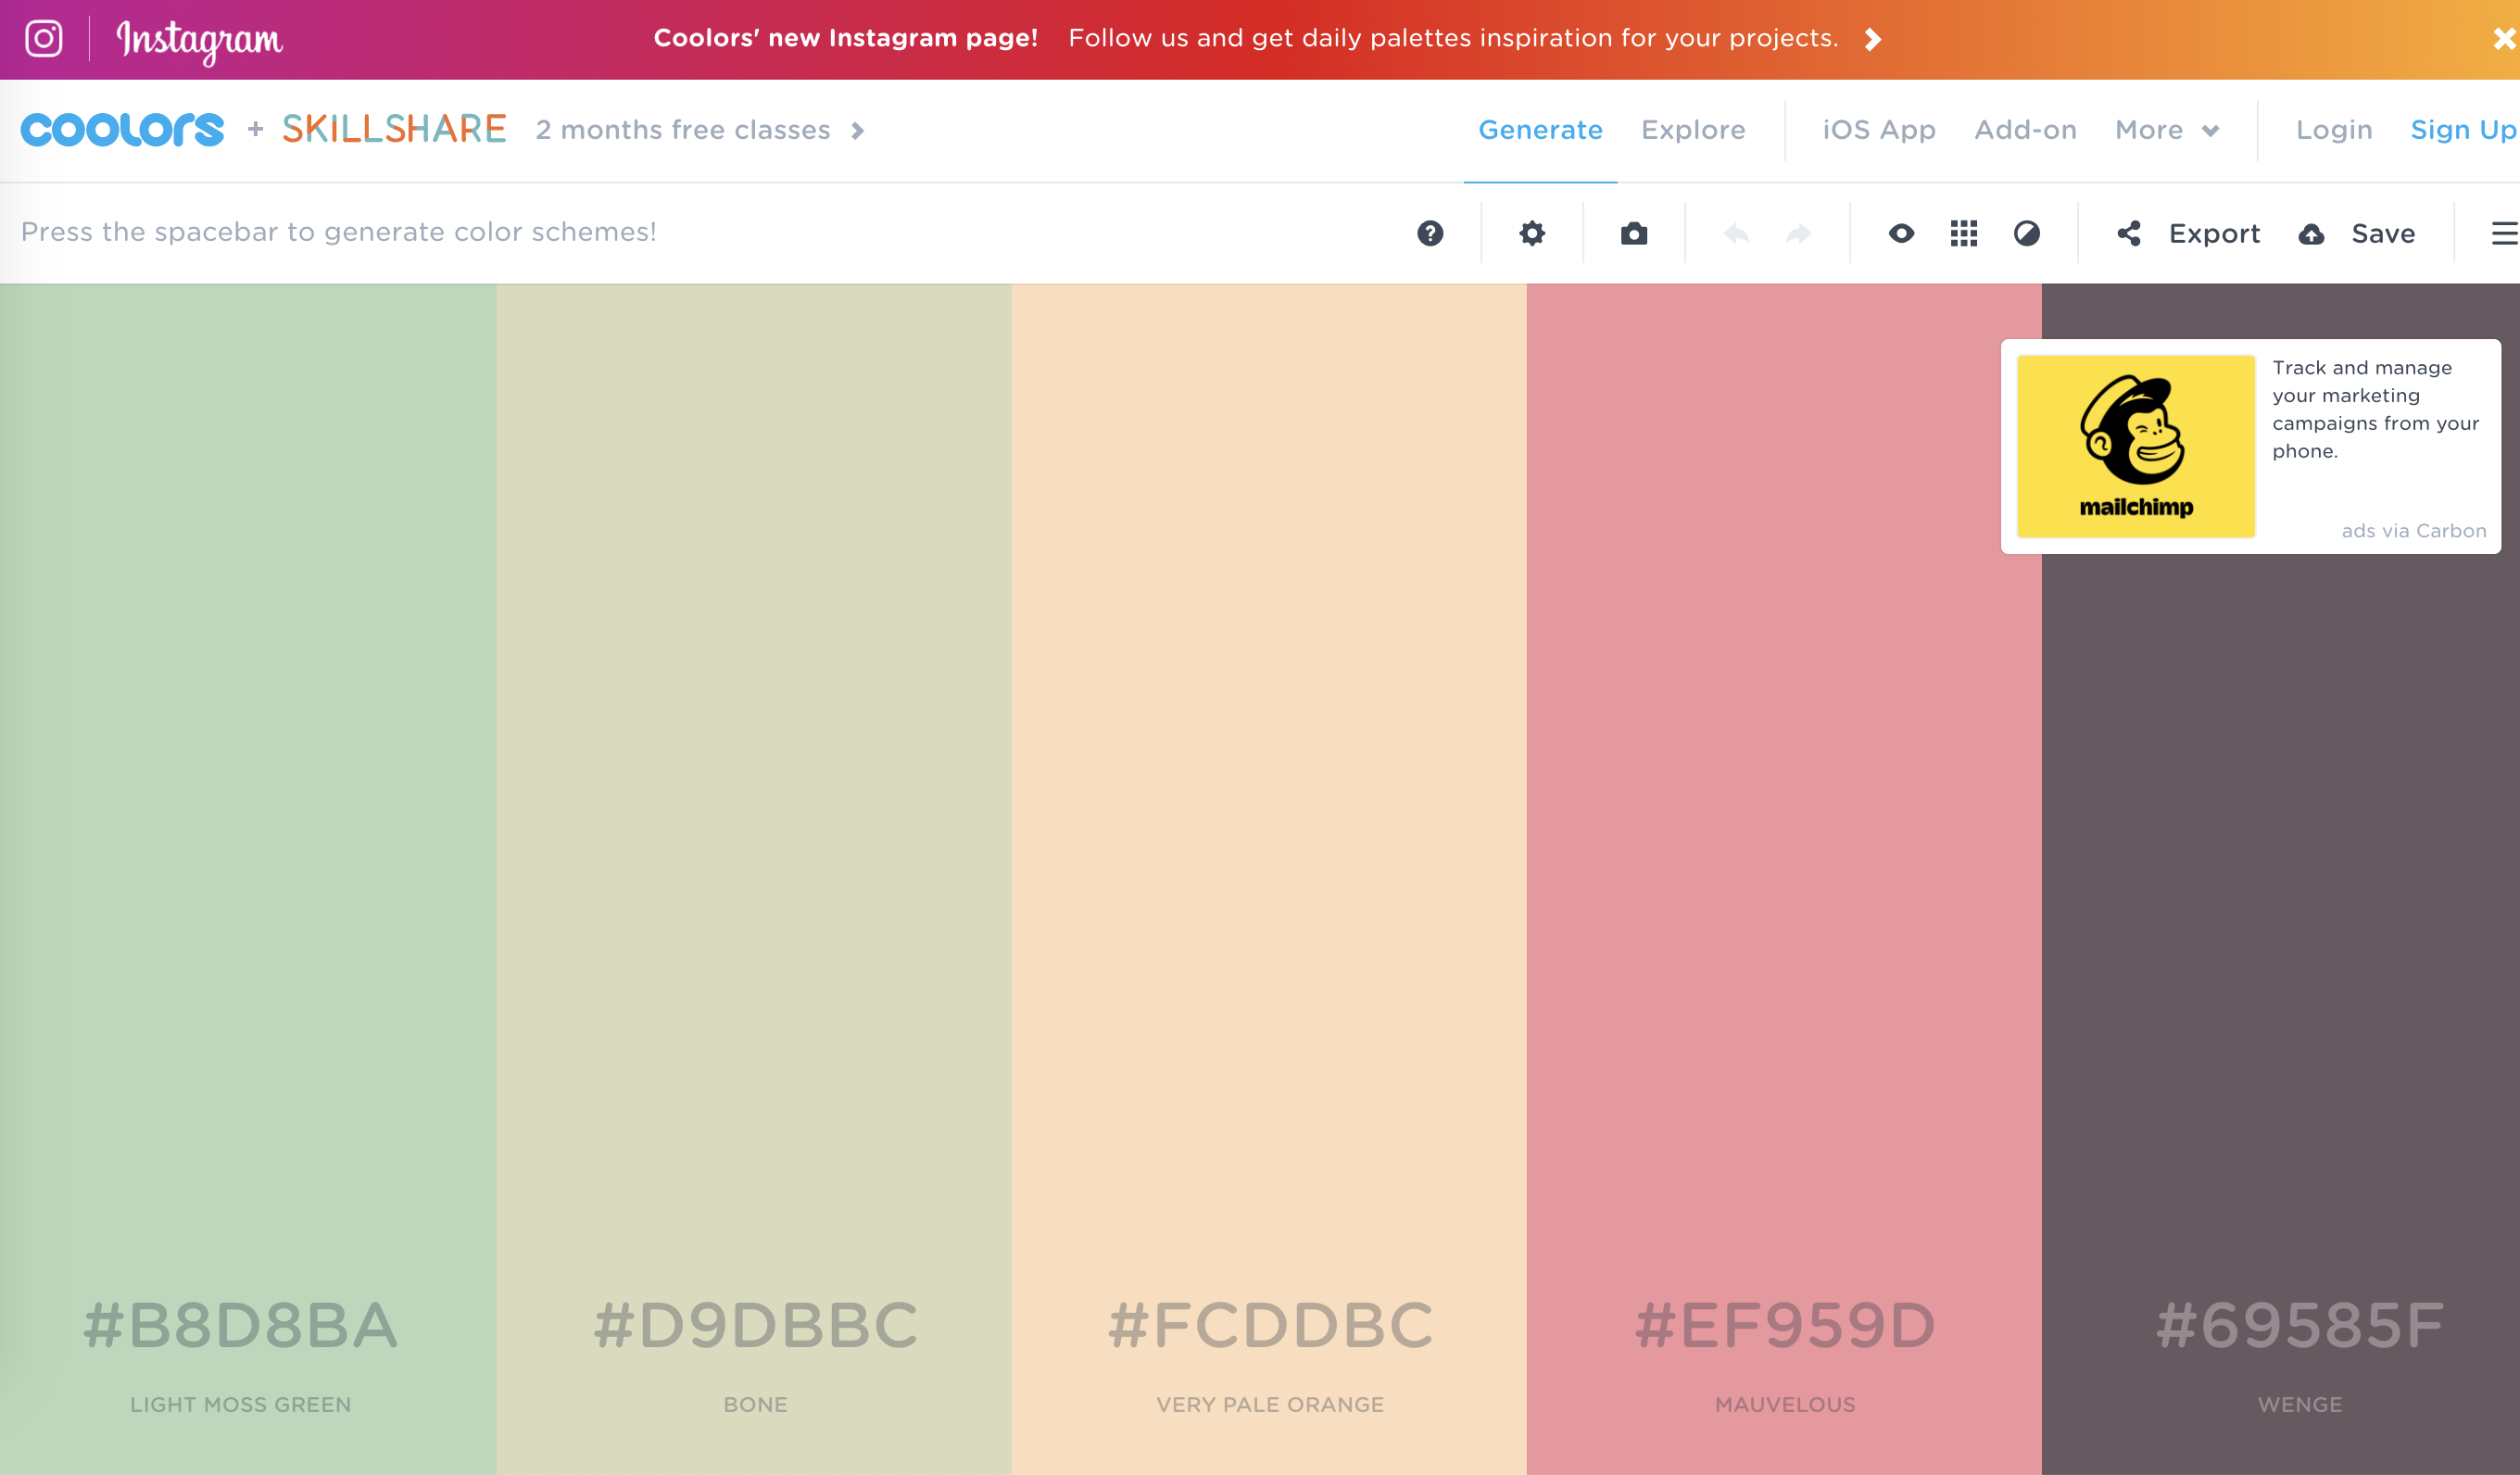 Instagram
Coolors' new Instagram page! Follow us and get daily palettes inspiration for your projects.
coolors + SKILLSHARE 2 months free classes
Generate Explore iOS App Add-on More Login Sign Up
Press the spacebar to generate color schemes!
Export Save
Track and manage
your marketing
campaigns from your
phone.
mailchimp
ads via Carbon
#B8D8BA
LIGHT MOSS GREEN
#D9DBBC
BONE
#FCDDBC
VERY PALE ORANGE
#EF959D
MAUVELOUS
#69585F
WENGE